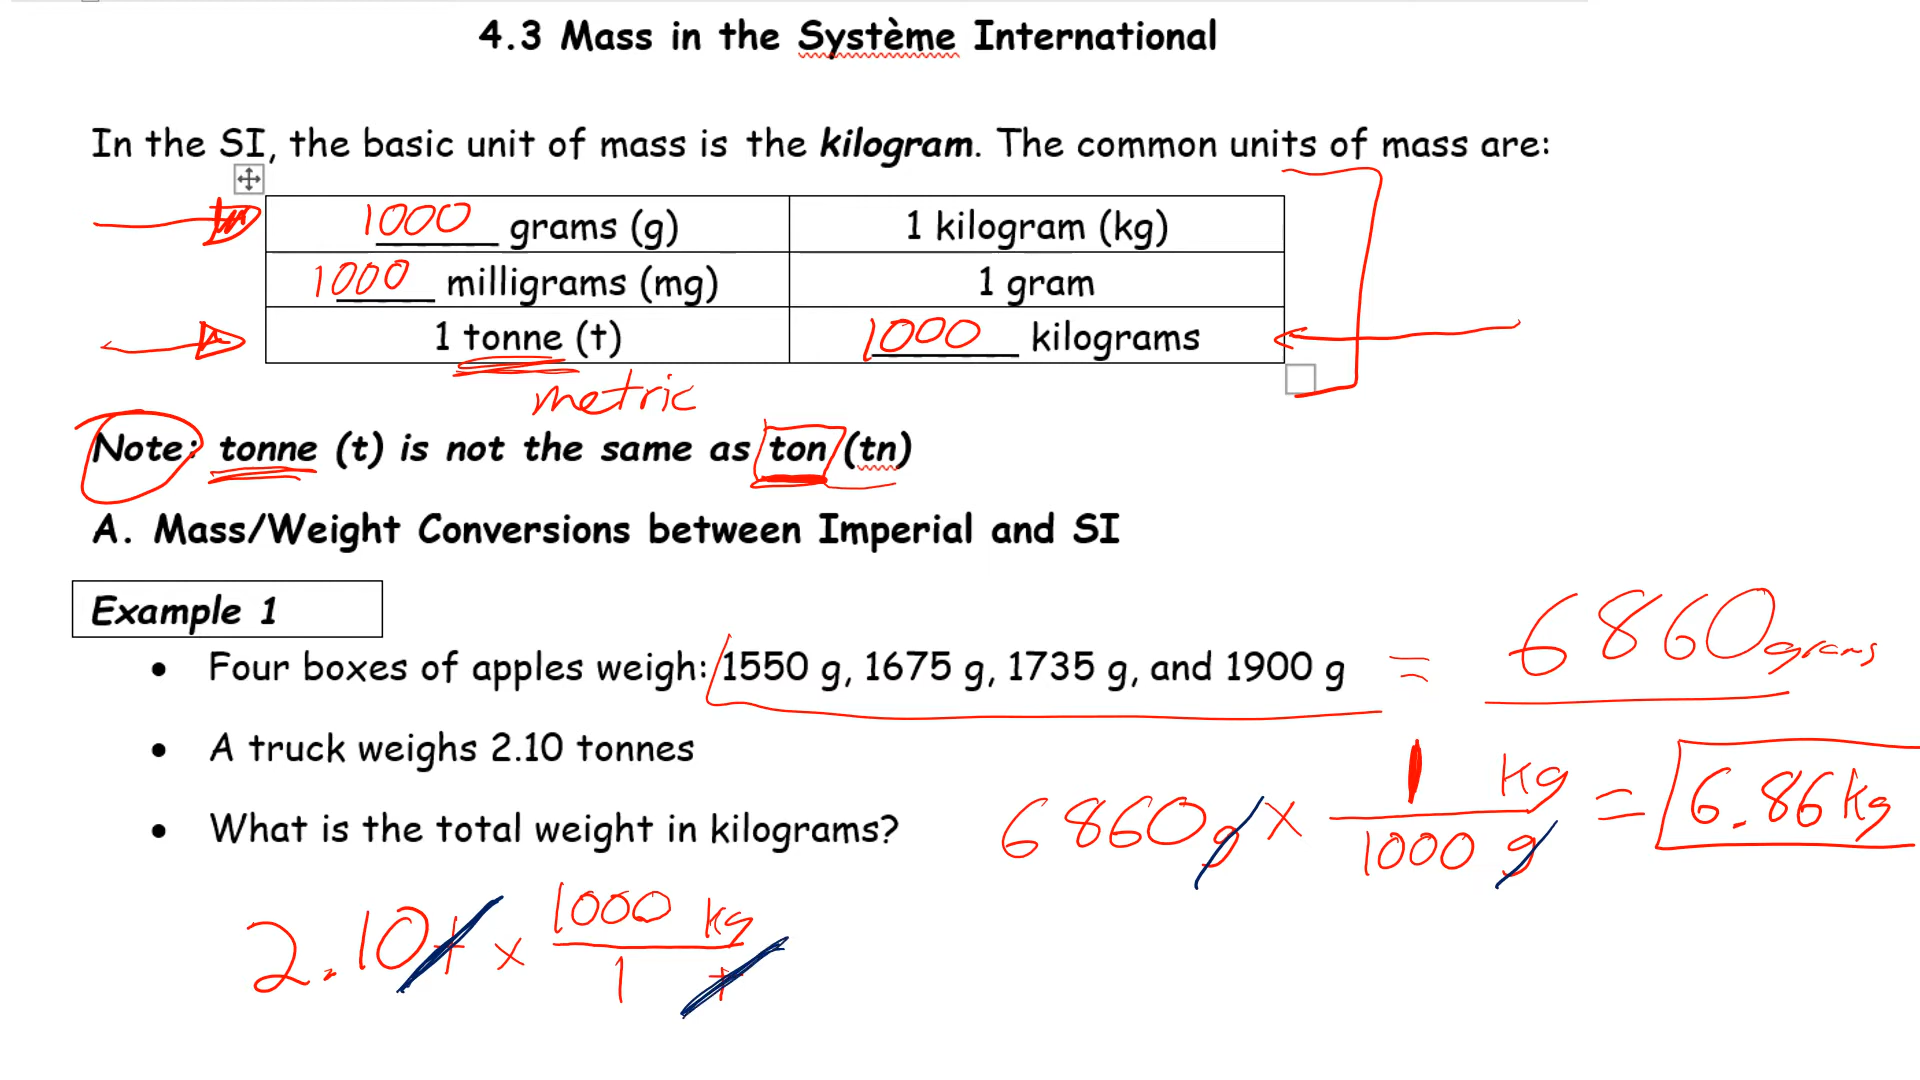 4.3 Mass in the Système International
In the SI, the basic unit of mass is the kilogram. The common units of mass are:
1000 grams (g) 1 kilogram (kg)
1000 milligrams (mg) 1 gram
1 tonne (t) 1000 kilograms
metric
Note: tonne (t) is not the same as ton (tn)
A. Mass/Weight Conversions between Imperial and SI
Example 1
• Four boxes of apples weigh: 1550 g, 1675 g, 1735 g, and 1900 g = 6860 grams
• A truck weighs 2.10 tonnes
• What is the total weight in kilograms?
6860 g × 1 kg / 1000 g = 6.86 kg
2.10 t × 1000 kg / 1 t